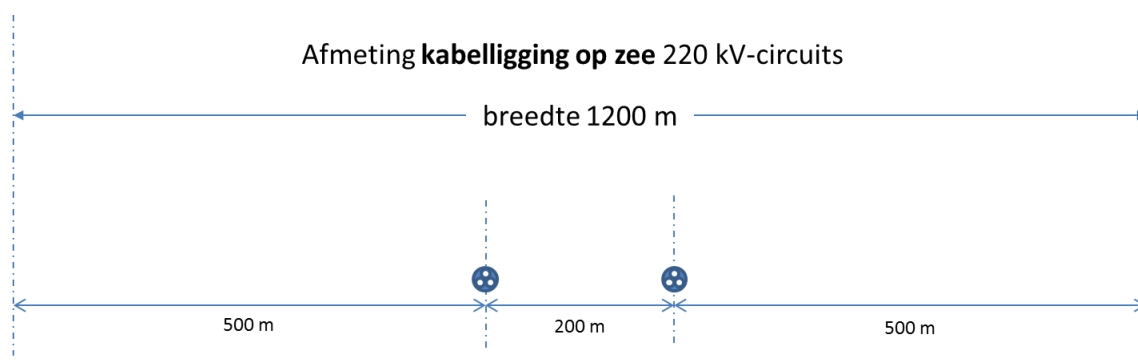 Afmeting kabelligging op zee 220 kV-circuits
breedte 1200 m
500 m
200 m
500 m